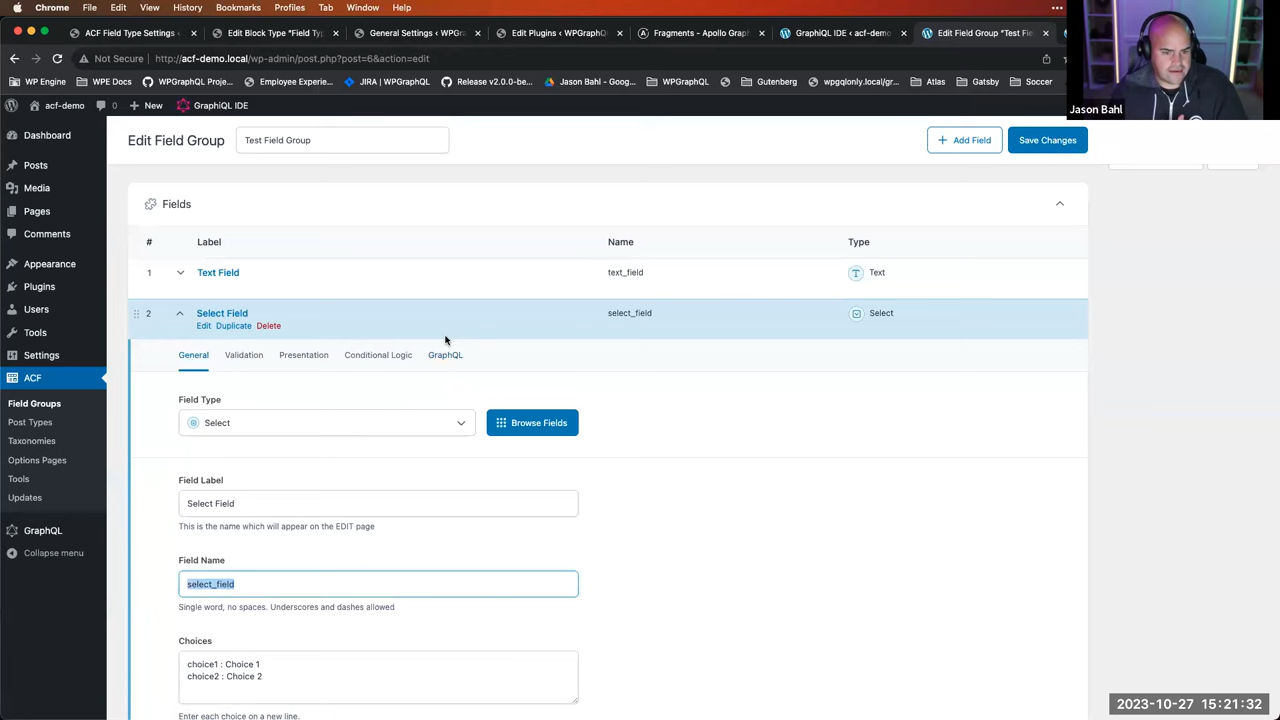 Chrome File Edit View History Bookmarks Profiles Tab Window Help
ACF Field Type Settings ‹ Edit Block Type "Field Ty General Settings ‹ WPGra Edit Plugins ‹ WPGraphQ Fragments - Apollo Graph GraphiQL IDE ‹ acf-demo Edit Field Group "Test Fie
Not Secure http://acf-demo.local/wp-admin/post.php?post=6&action=edit
WP Engine WPE Docs WPGraphQL Proje... Employee Experie... JIRA | WPGraphQL Release v2.0.0-be... Jason Bahl - Goog... WPGraphQL Gutenberg wpgqlonly.local/gr... Atlas Gatsby Soccer
Jason Bahl
acf-demo 0 New GraphiQL IDE
Edit Field Group Test Field Group + Add Field Save Changes
Dashboard
Posts
Media
Pages
Comments
Appearance
Plugins
Users
Tools
Settings
ACF
Field Groups
Post Types
Taxonomies
Options Pages
Tools
Updates
GraphQL
Collapse menu
Fields
# Label Name Type
1 Text Field text_field Text
2 Select Field select_field Select
Edit Duplicate Delete
General Validation Presentation Conditional Logic GraphQL
Field Type
Select Browse Fields
Field Label
Select Field
This is the name which will appear on the EDIT page
Field Name
select_field
Single word, no spaces. Underscores and dashes allowed
Choices
choice1 : Choice 1
choice2 : Choice 2
Enter each choice on a new line.
2023-10-27 15:21:32